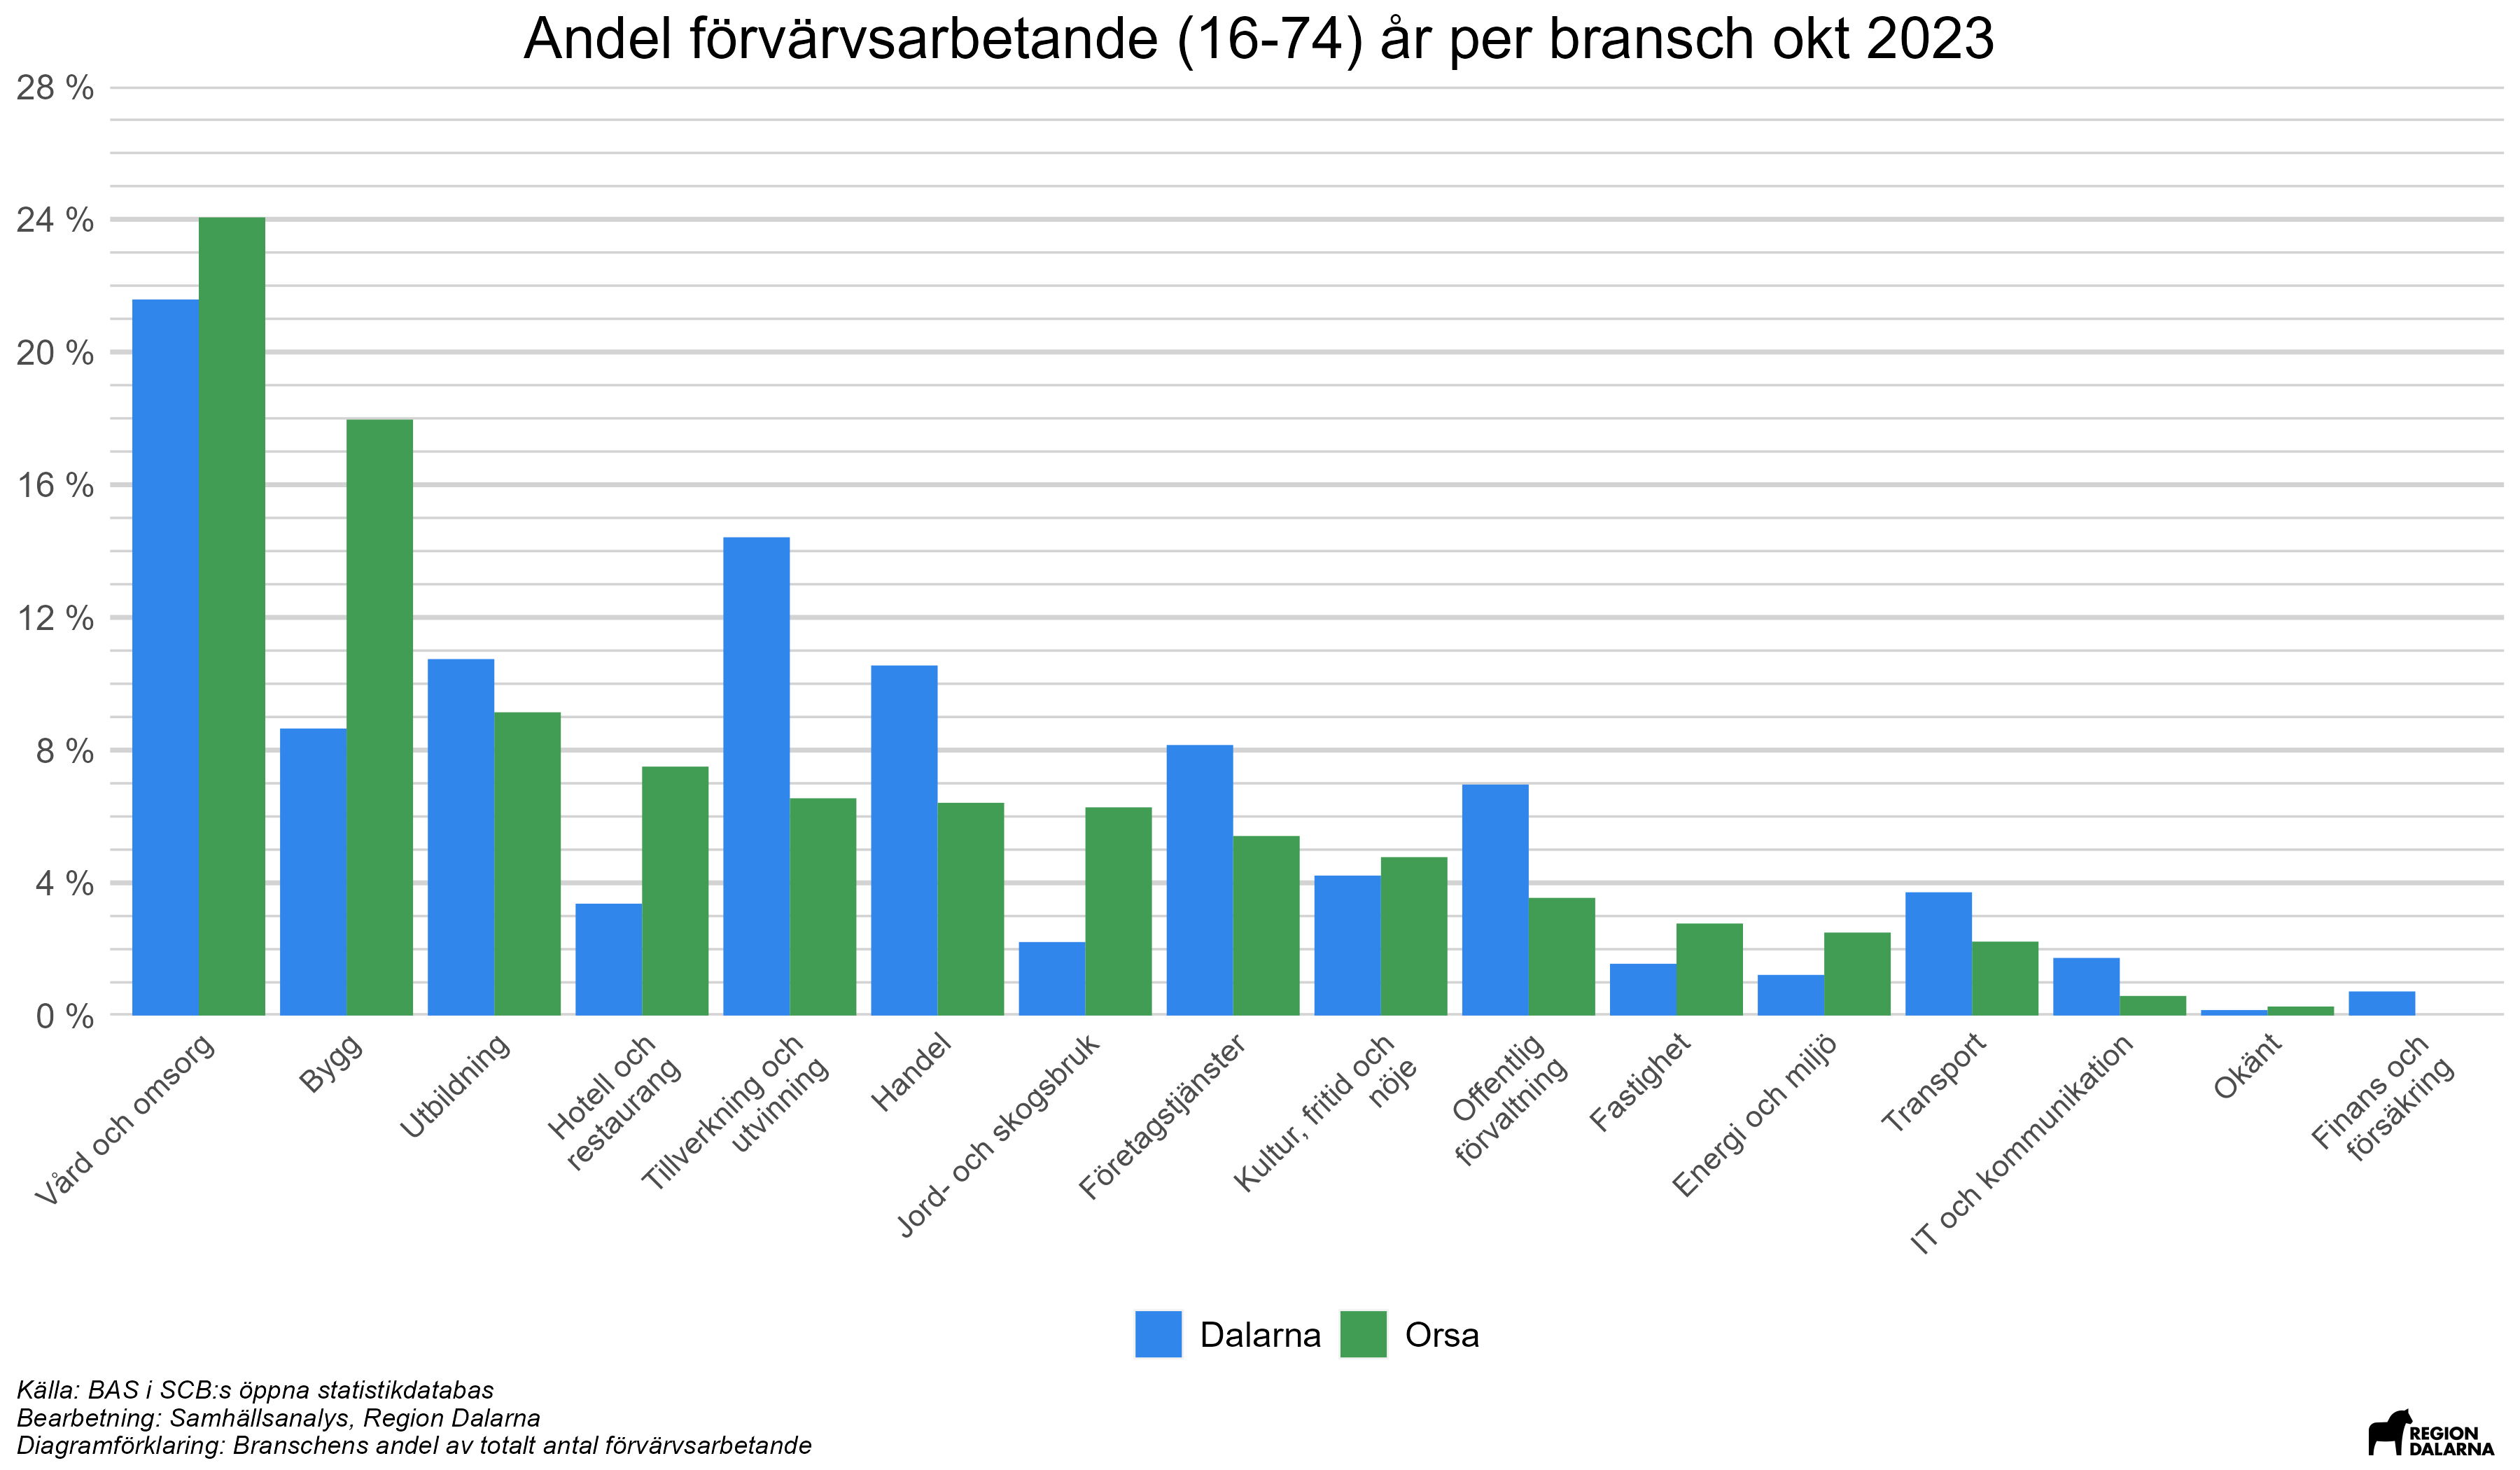 Andel förvärvsarbetande (16-74) år per bransch okt 2023
28 %
24 %
20 %
16 %
12 %
8 %
4 %
0 %
Vård och omsorg
Bygg
Utbildning
Hotell och
restaurang
Tillverkning och
utvinning
Handel
Jord- och skogsbruk
Företagstjänster
Kultur, fritid och
nöje
Offentlig
förvaltning
Fastighet
Energi och miljö
Transport
IT och kommunikation
Okänt
Finans och
försäkring
Dalarna
Orsa
Källa: BAS i SCB:s öppna statistikdatabas
Bearbetning: Samhällsanalys, Region Dalarna
Diagramförklaring: Branschens andel av totalt antal förvärvsarbetande
REGION
DALARNA